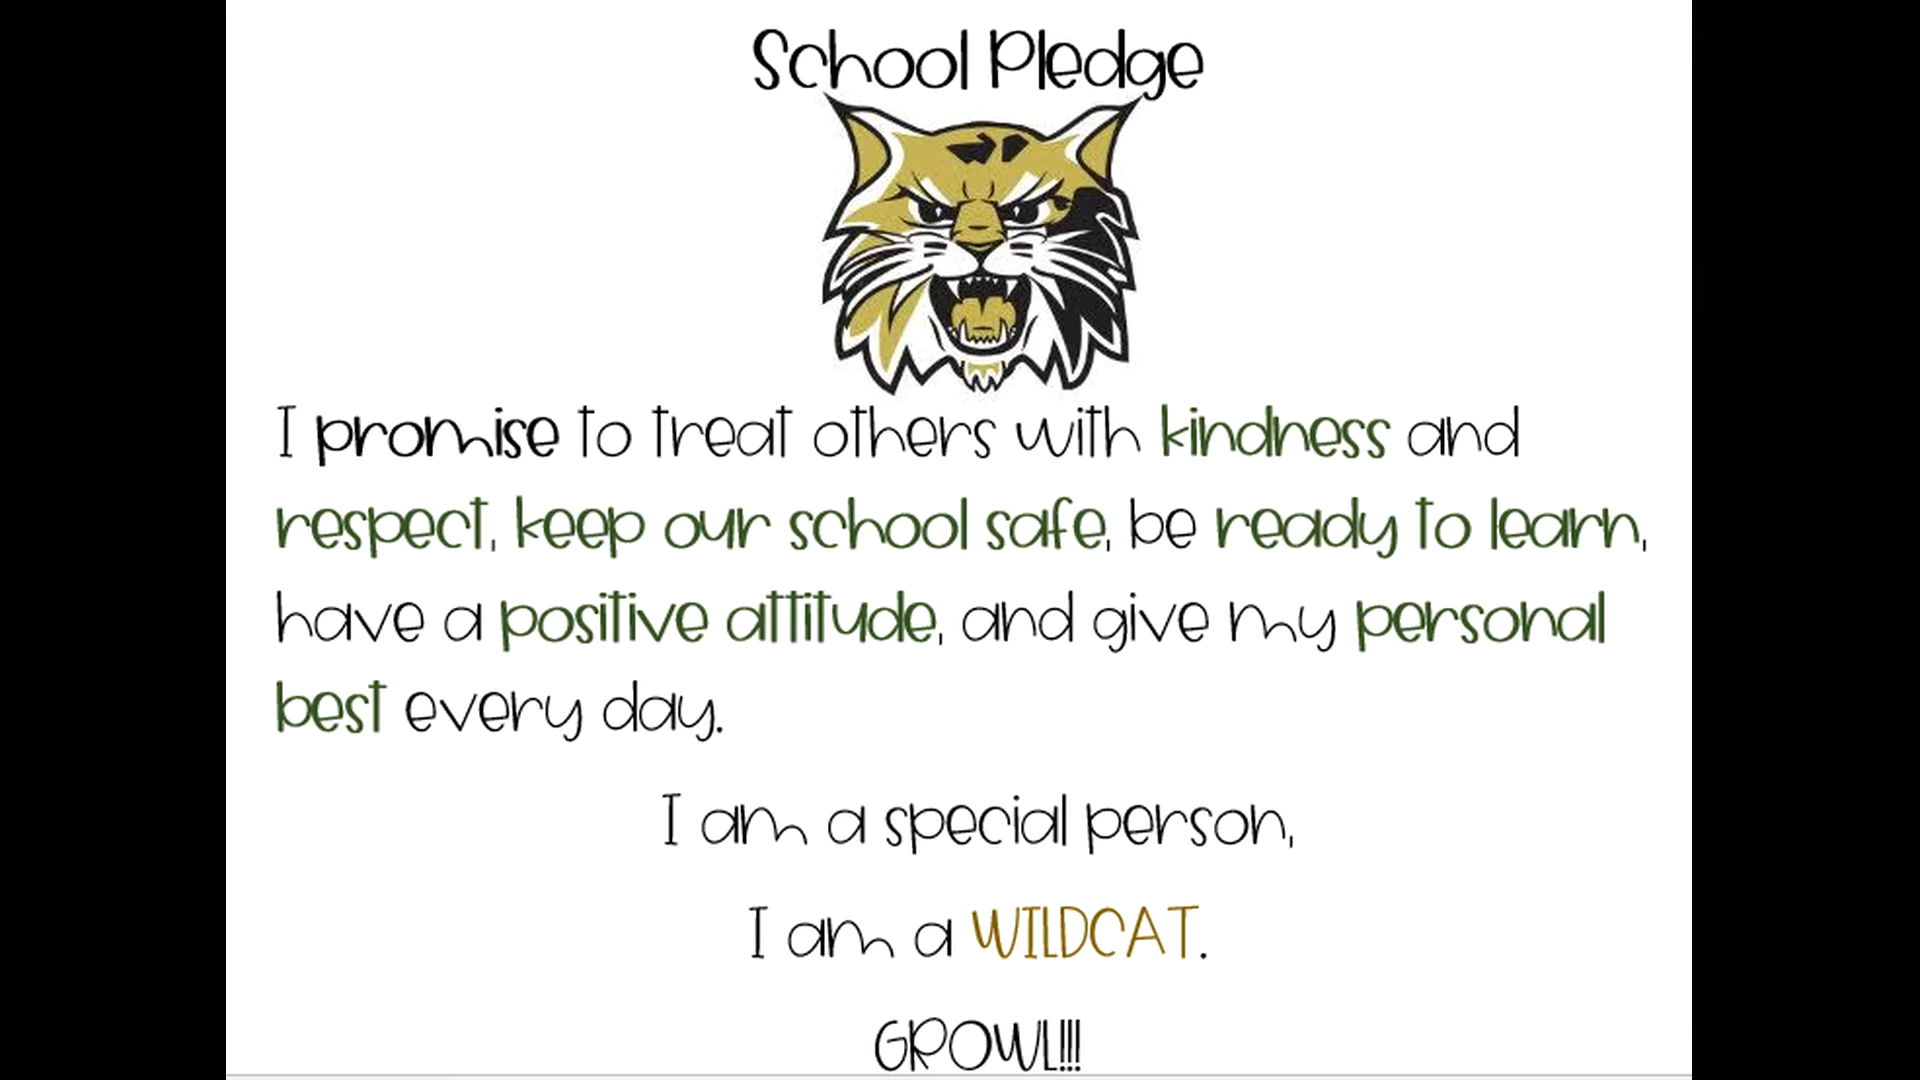 School Pledge
I promise to treat others with kindness and
respect, keep our school safe, be ready to learn,
have a positive attitude, and give my personal
best every day.
I am a special person,
I am a WILDCAT.
GROWL!!!